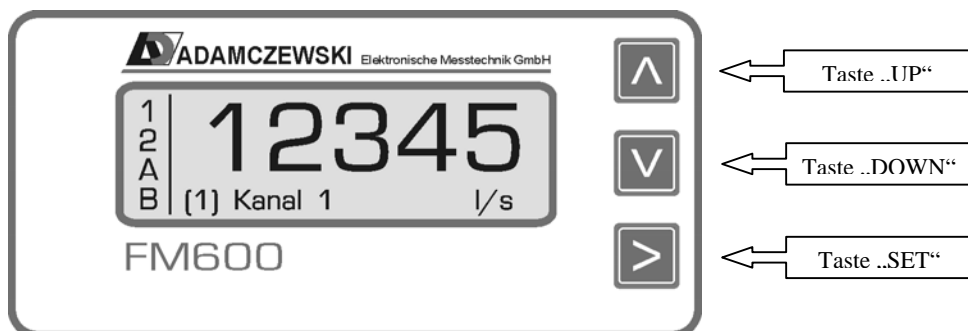 ADAMCZEWSKI Elektronische Messtechnik GmbH
1
2
A
B
12345
(1) Kanal 1 l/s
FM600
Taste „UP“
Taste „DOWN“
Taste „SET“